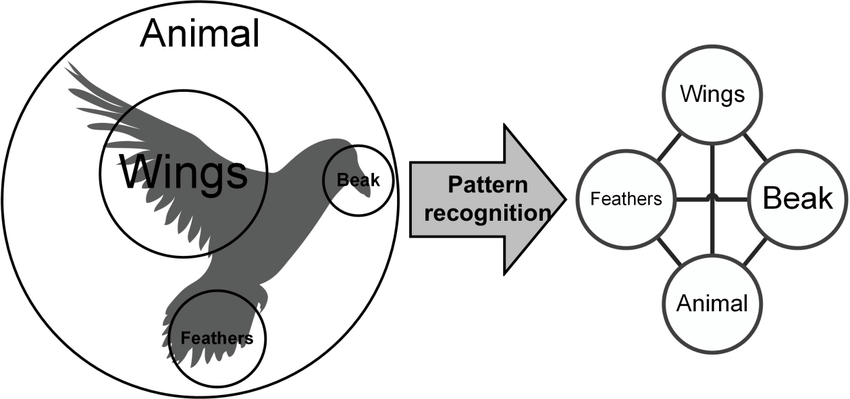 Animal
Wings
Beak
Feathers
Pattern
recognition
Wings
Feathers
Beak
Animal